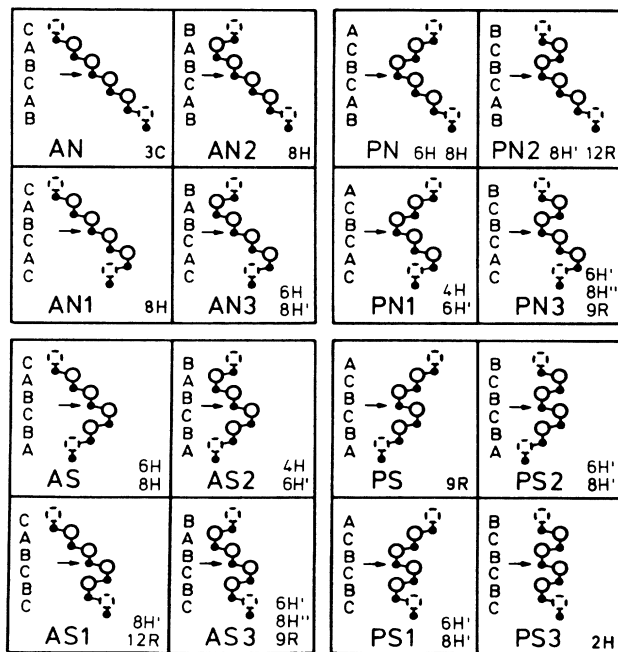 C
A
B
C
A
B
AN 3C
B
A
B
C
A
B
AN2 8H
A
C
B
C
A
B
PN 6H 8H
B
C
B
C
A
B
PN2 8H' 12R
C
A
B
C
A
C
AN1 8H
B
A
B
C
A
C
6H
AN3 8H'
A
C
B
C
A
C
4H
PN1 6H'
B
C
B
C
A
C
6H'
8H"
PN3 9R
C
A
B
C
B
A
6H
AS 8H
B
A
B
C
B
A
4H
AS2 6H'
A
C
B
C
B
A
PS 9R
B
C
B
C
B
A
6H'
PS2 8H'
C
A
B
C
B
C
8H'
AS1 12R
B
A
B
C
B
C
6H'
8H"
AS3 9R
A
C
B
C
B
C
6H'
PS1 8H'
B
C
B
C
B
C
PS3 2H